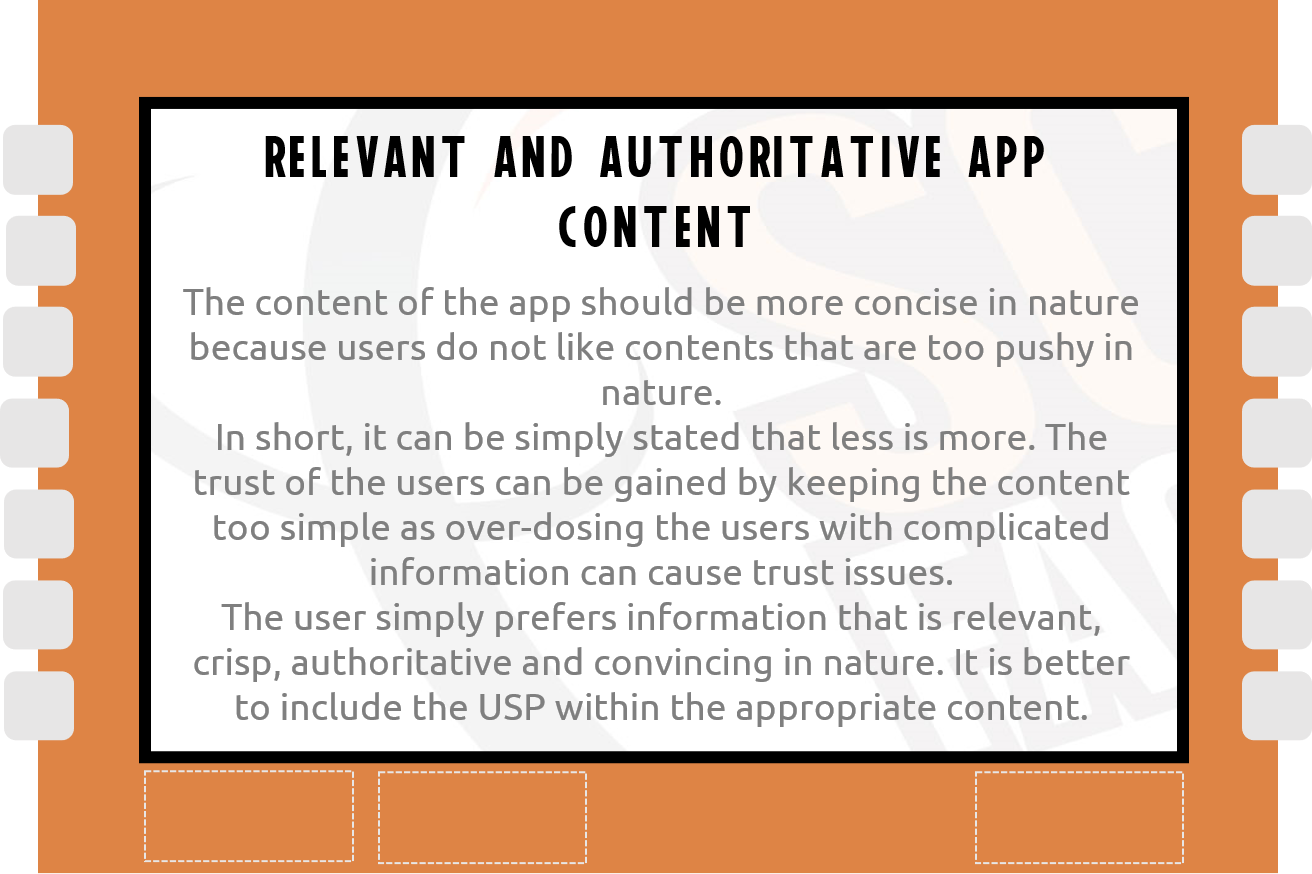 RELEVANT AND AUTHORITATIVE APP
CONTENT
The content of the app should be more concise in nature
because users do not like contents that are too pushy in
nature.
In short, it can be simply stated that less is more. The
trust of the users can be gained by keeping the content
too simple as over-dosing the users with complicated
information can cause trust issues.
The user simply prefers information that is relevant,
crisp, authoritative and convincing in nature. It is better
to include the USP within the appropriate content.